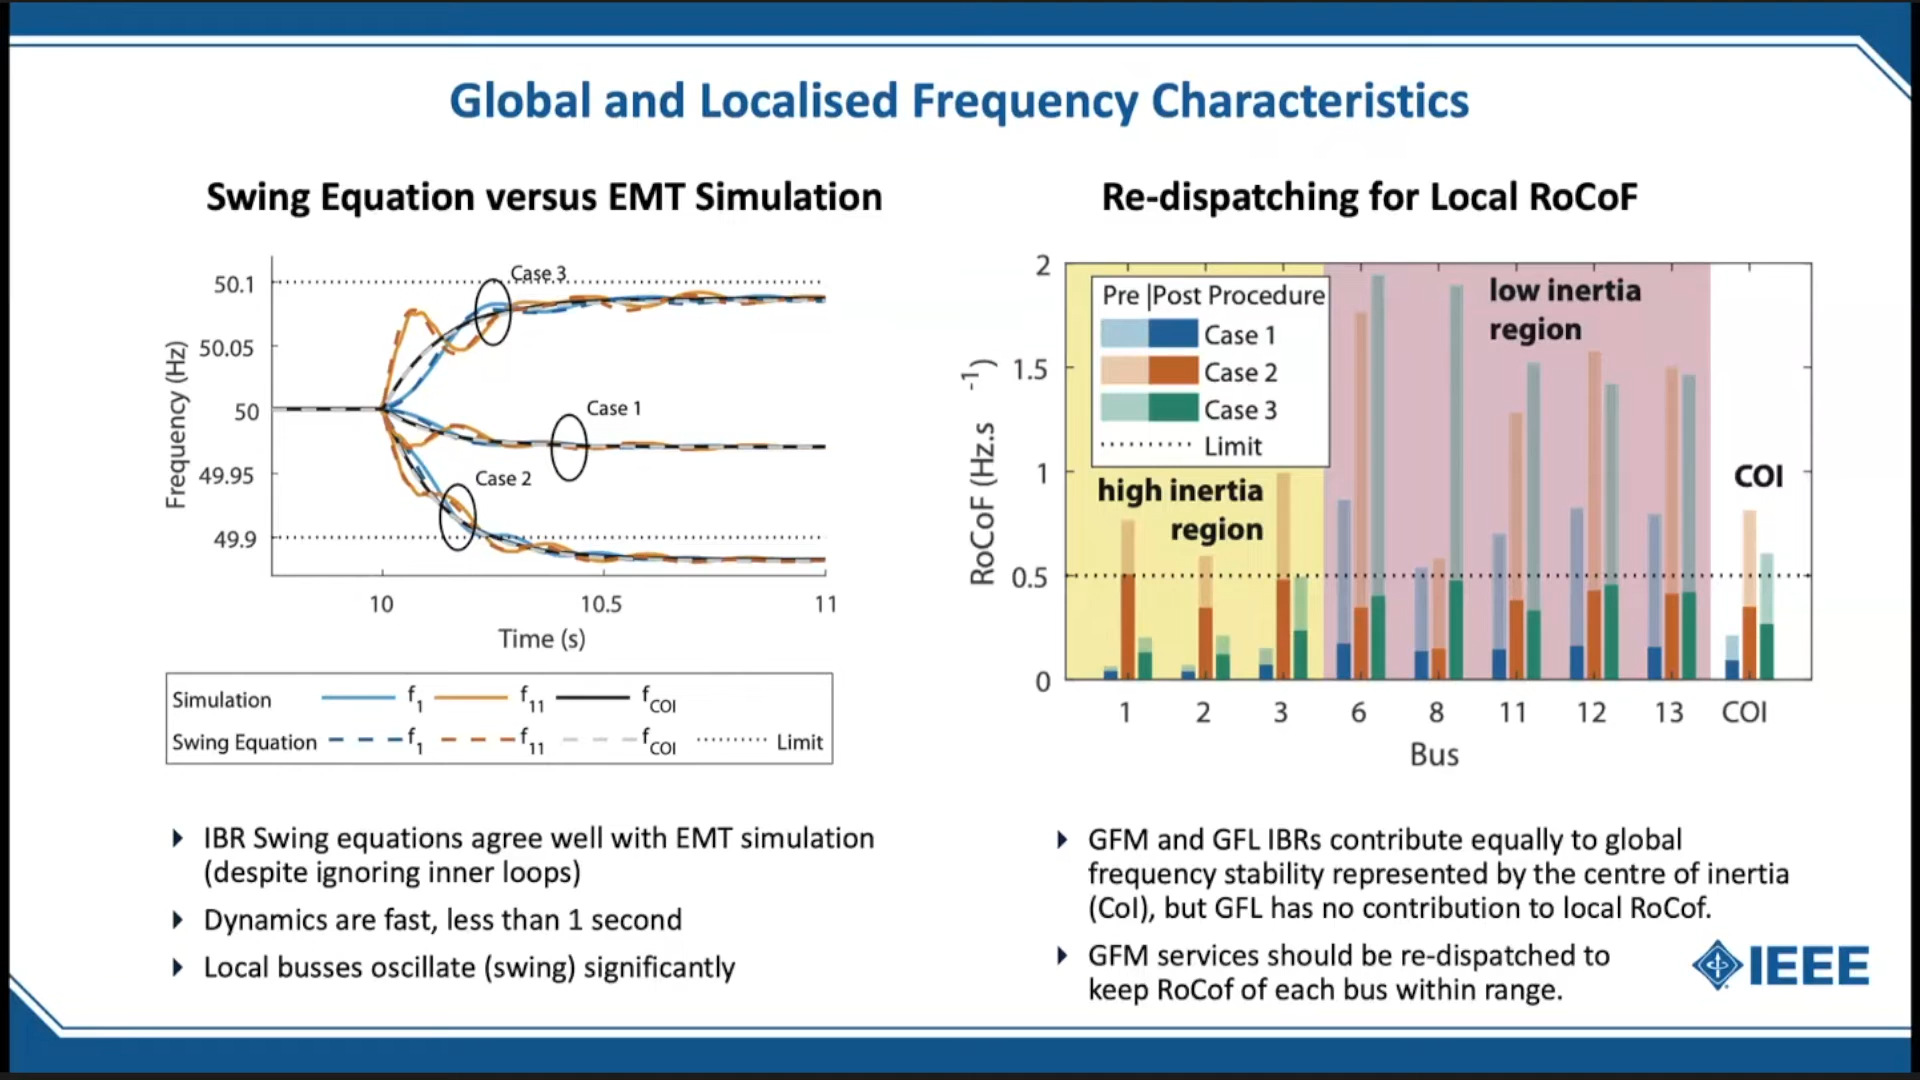 Global and Localised Frequency Characteristics
Swing Equation versus EMT Simulation
50.1
50.05
50
49.95
49.9
Frequency (Hz)
Case 3
Case 1
Case 2
10
10.5
11
Time (s)
Simulation f1 f11 fCOI
Swing Equation f1 f11 fCOI Limit
IBR Swing equations agree well with EMT simulation
(despite ignoring inner loops)
Dynamics are fast, less than 1 second
Local busses oscillate (swing) significantly
Re-dispatching for Local RoCoF
2
1.5
1
0.5
0
RoCoF (Hz.s -1)
Pre |Post Procedure
Case 1
Case 2
Case 3
Limit
high inertia
region
low inertia
region
COI
1 2 3 6 8 11 12 13 COI
Bus
GFM and GFL IBRs contribute equally to global
frequency stability represented by the centre of inertia
(CoI), but GFL has no contribution to local RoCof.
GFM services should be re-dispatched to
keep RoCof of each bus within range.
IEEE